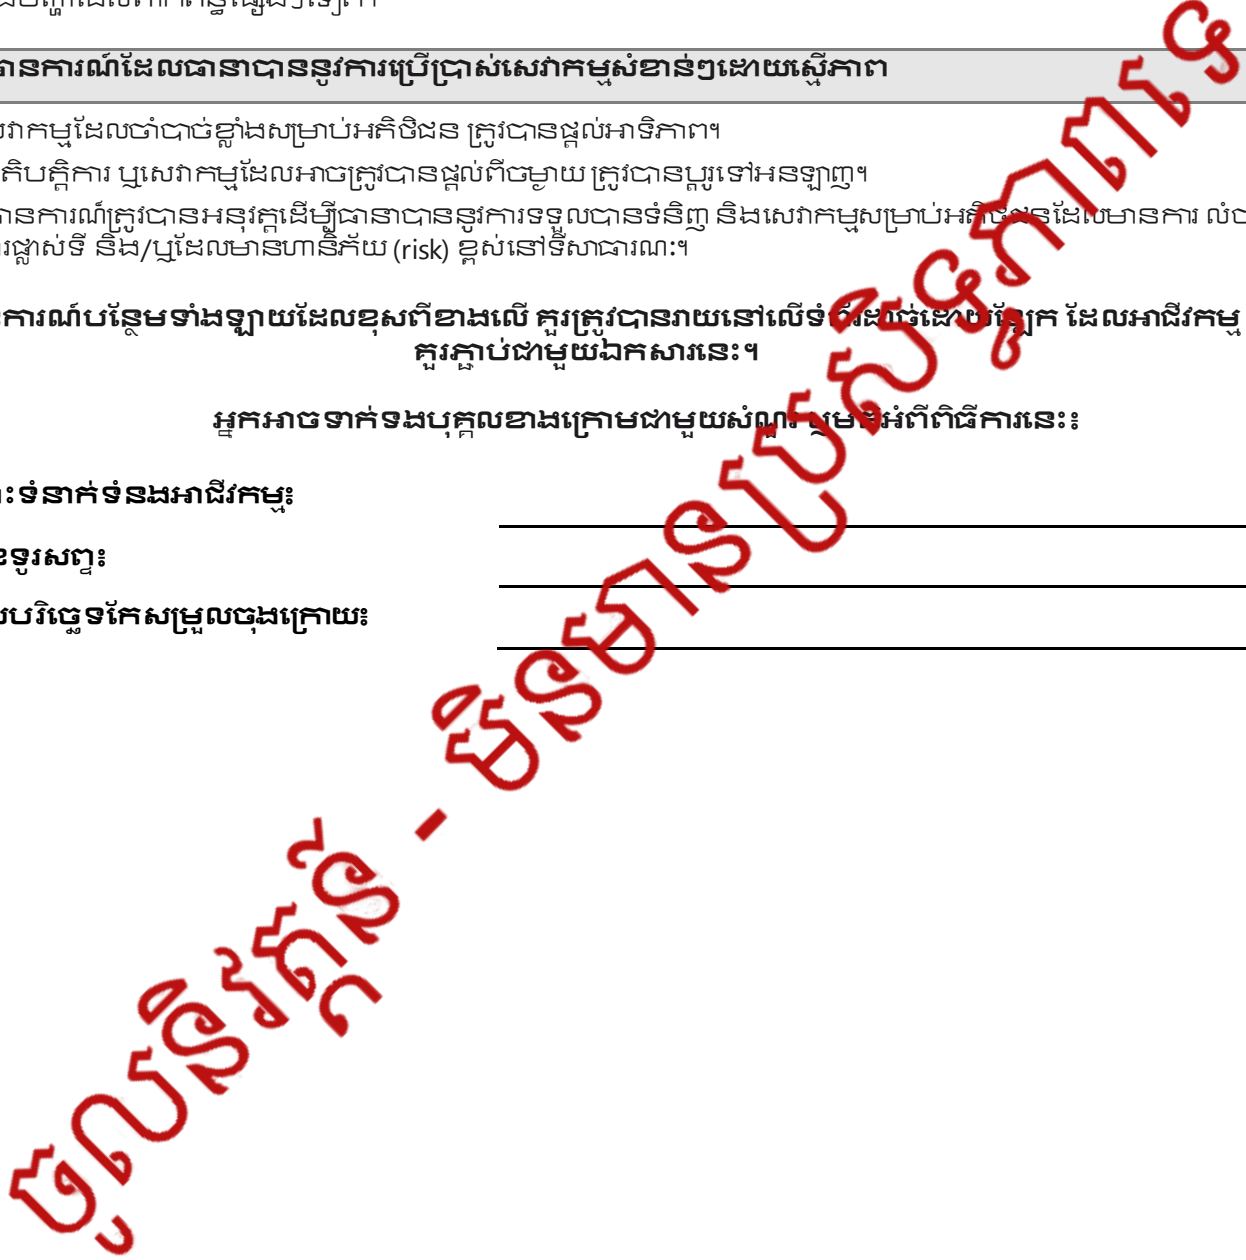 ានការណ៍ដែលធានាបាននូវការប្រើប្រាស់សេវាកម្មសំខាន់ៗដោយស្មើភាព
សេវាកម្មដែលចាំបាច់ខ្លាំងសម្រាប់អតិថិជន ត្រូវបានផ្តល់អាទិភាព។
តិបត្តិការ ឬសេវាកម្មដែលអាចត្រូវបានផ្តល់ពីចម្ងាយ ត្រូវបានប្តូរទៅអនឡាញ។
ានការណ៍ត្រូវបានអនុវត្តដើម្បីធានាបាននូវការទទួលបានទំនិញ និងសេវាកម្មសម្រាប់អតិថិជនដែលមានការ លំប
រផ្លាស់ទី និង/ឬដែលមានហានិភ័យ (risk) ខ្ពស់នៅទីសាធារណៈ។
ការណ៍បន្ថែមទាំងឡាយដែលខុសពីខាងលើ គួរត្រូវបានរាយនៅលើទំព័រដាច់ដោយឡែក ដែលអាជីវកម្ម
គួរភ្ជាប់ជាមួយឯកសារនេះ។
អ្នកអាចទាក់ទងបុគ្គលខាងក្រោមជាមួយសំណួរ ឬមតិអំពីពិធីការនេះ៖
ះទំនាក់ទំនងអាជីវកម្ម៖
ខទូរសព្ទ៖
លបរិច្ឆេទកែសម្រួលចុងក្រោយ៖
ចូលនិវត្តន៍ - មិនមានប្រសិទ្ធភាពទេ